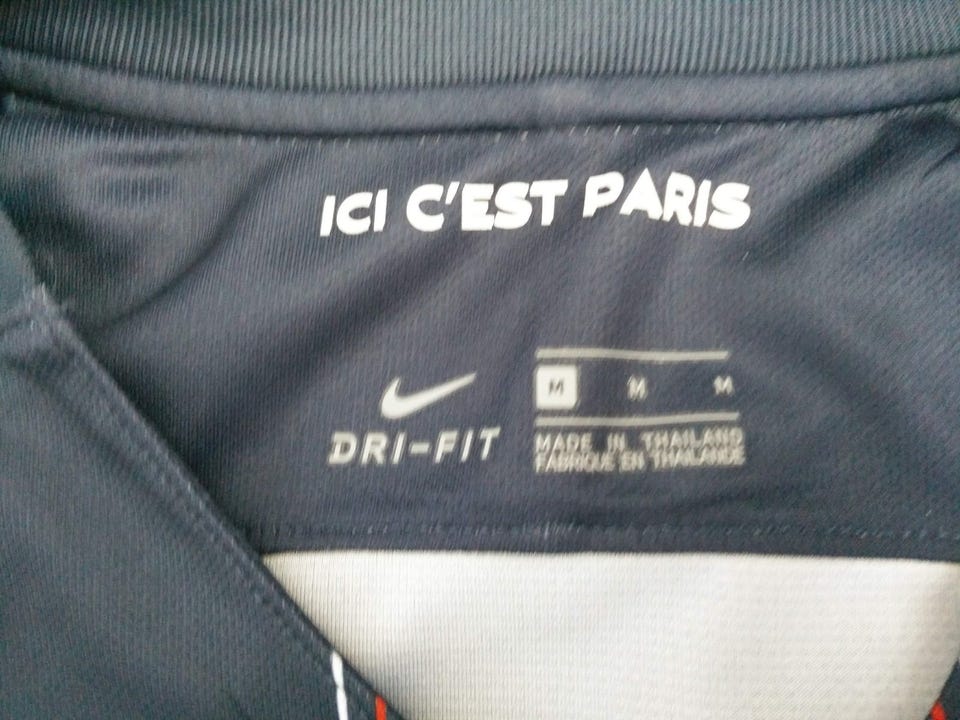 ICI C'EST PARIS
DRI-FIT
M M M
MADE IN THAILAND
FABRIQUE EN THAILANDE